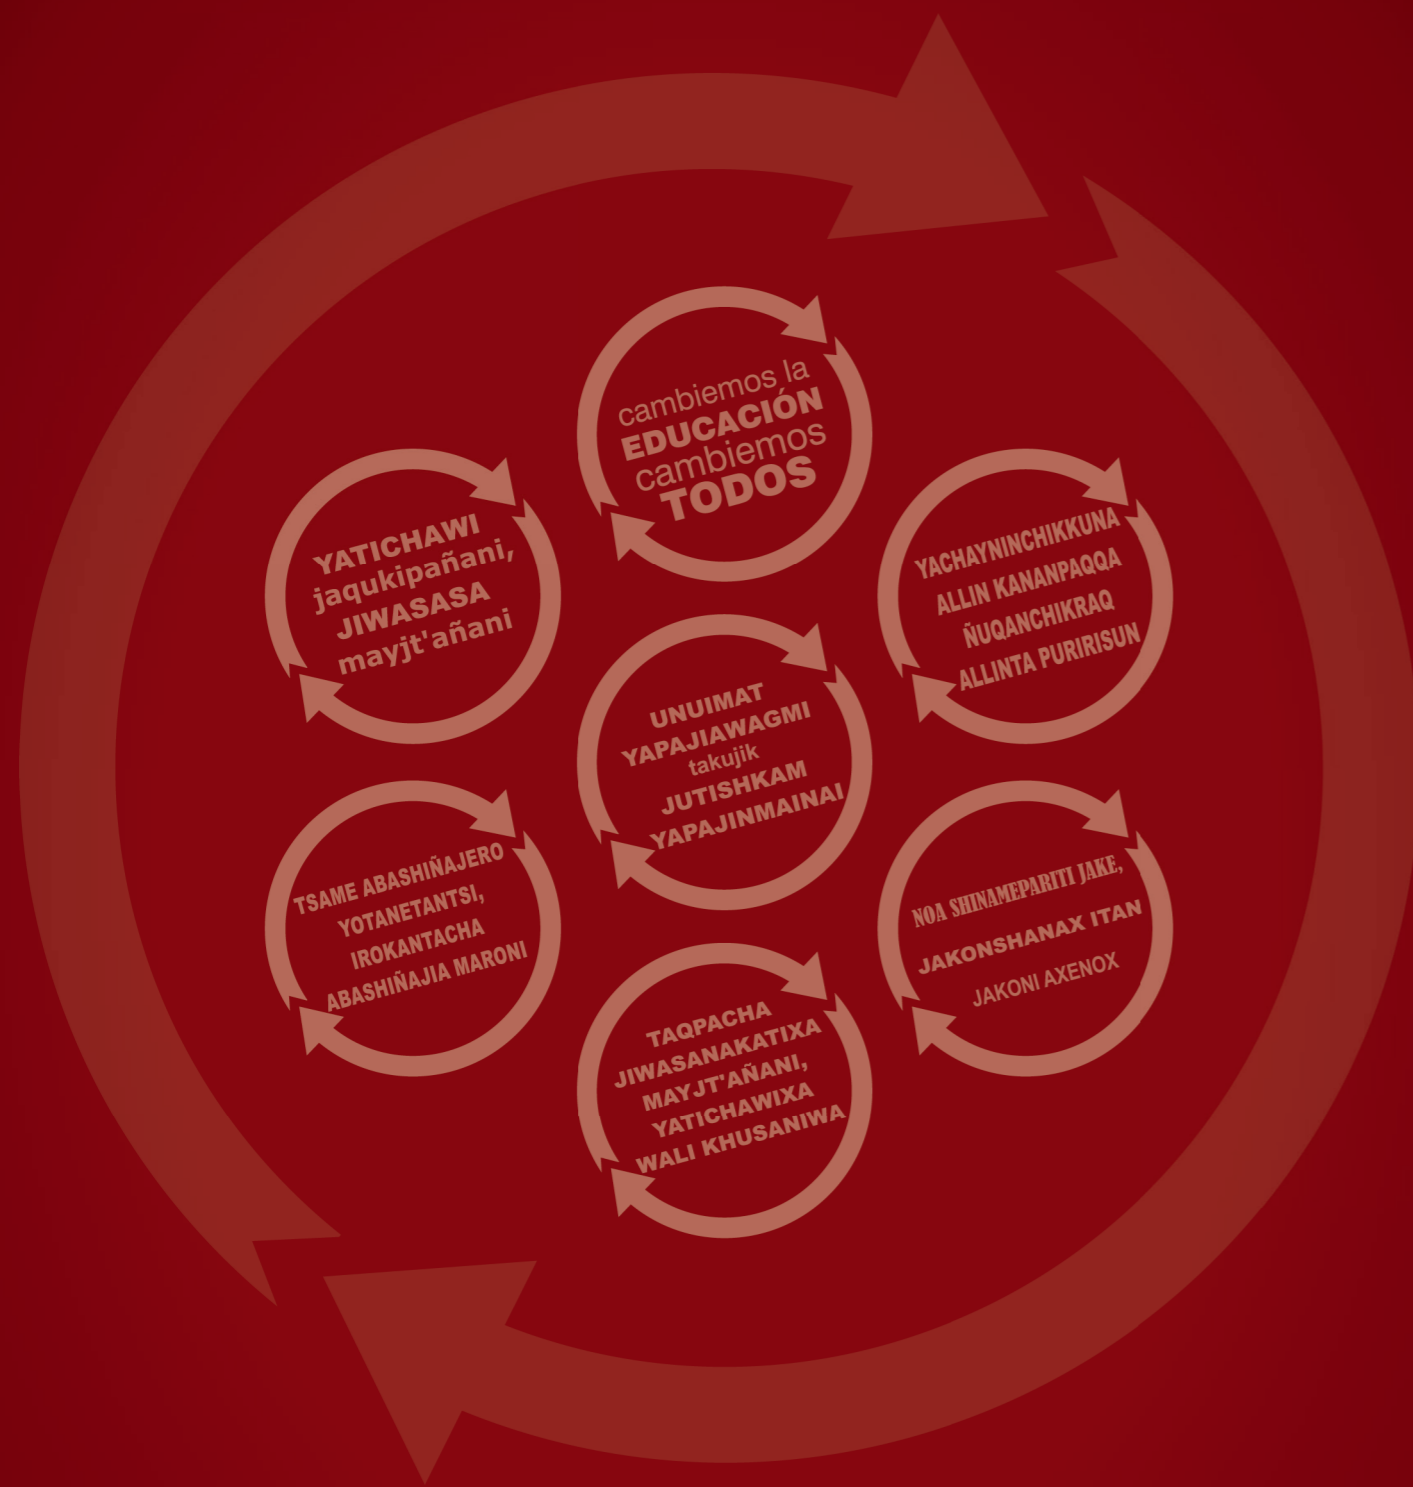 cambiemos la
EDUCACIÓN
cambiemos
TODOS
YATICHAWI
jaqukipañani,
JIWASASA
mayjt'añani
YACHAYNINCHIKKUNA
ALLIN KANANPAQQA
ÑUQANCHIKRAQ
ALLINTA PURIRISUN
UNUIMAT
YAPAJIAWAGMI
takujik
JUTISHKAM
YAPAJINMAINAI
TSAME ABASHIÑAJERO
YOTANETANTSI,
IROKANTACHA
ABASHIÑAJIA MARONI
NOA SHINAMEPARITI JAKE,
JAKONSHANAX ITAN
JAKONI AXENOX
TAQPACHA
JIWASANAKATIXA
MAYJT'AÑANI,
YATICHAWIXA
WALI KHUSANIWA